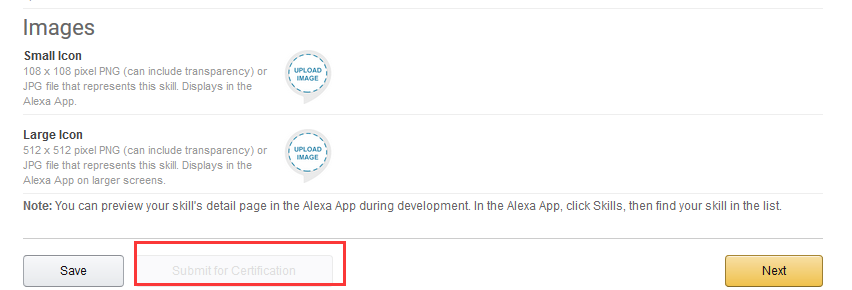 Images
Small Icon
108 x 108 pixel PNG (can include transparency) or
JPG file that represents this skill. Displays in the
Alexa App.
UPLOAD
IMAGE
Large Icon
512 x 512 pixel PNG (can include transparency) or
JPG file that represents this skill. Displays in the
Alexa App on larger screens.
UPLOAD
IMAGE
Note: You can preview your skill's detail page in the Alexa App during development. In the Alexa App, click Skills, then find your skill in the list.
Save
Submit for Certification
Next